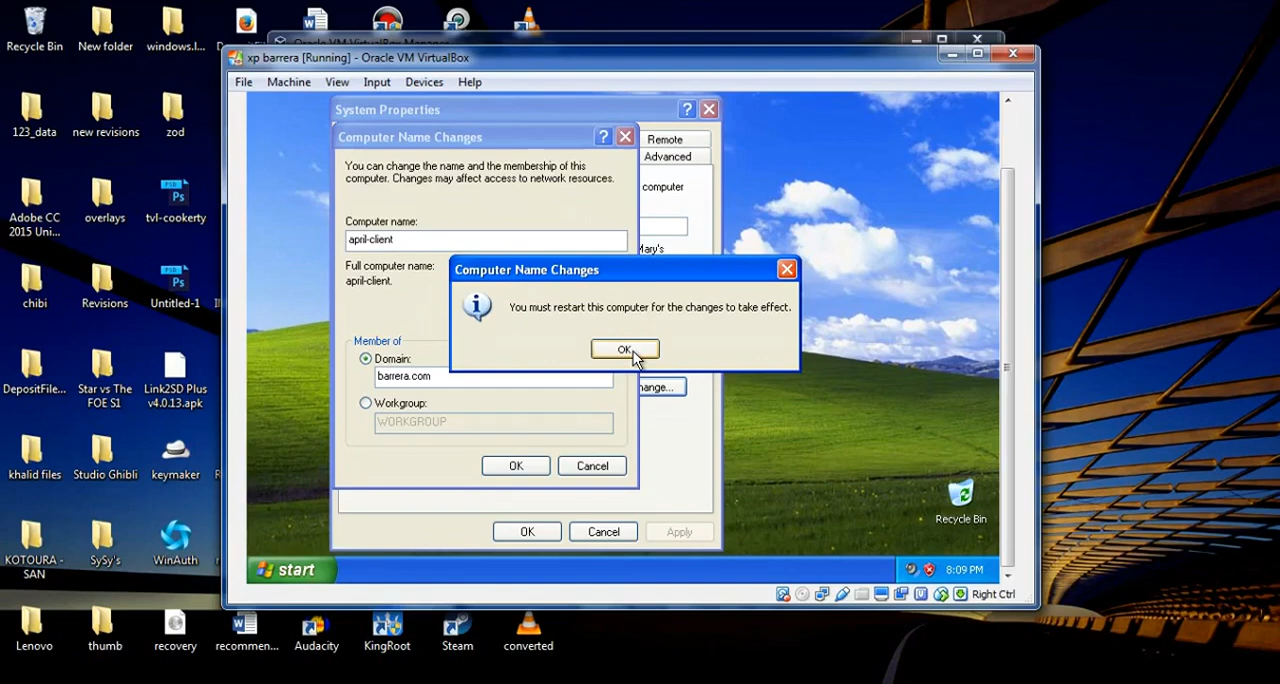 Recycle Bin
New folder
windows.l...
Oracle VM VirtualBox Manager
xp barrera [Running] - Oracle VM VirtualBox
File Machine View Input Devices Help
123_data
new revisions
zod
System Properties
Computer Name Changes
Remote
Advanced
You can change the name and the membership of this
computer. Changes may affect access to network resources.
computer
Adobe CC
2015 Uni...
overlays
tvl-cookerty
Computer name:
april-client
Mary's
Full computer name:
april-client.
Computer Name Changes
You must restart this computer for the changes to take effect.
OK
chibi
Revisions
Untitled-1
Member of
Domain:
barrera.com
hange...
Workgroup:
WORKGROUP
DepositFile...
Star vs The
FOE S1
Link2SD Plus
v4.0.13.apk
OK
Cancel
khalid files
Studio Ghibli
keymaker
Recycle Bin
OK
Cancel
Apply
KOTOURA -
SAN
SySy's
WinAuth
start
8:09 PM
Right Ctrl
Lenovo
thumb
recovery
recommen...
Audacity
KingRoot
Steam
converted